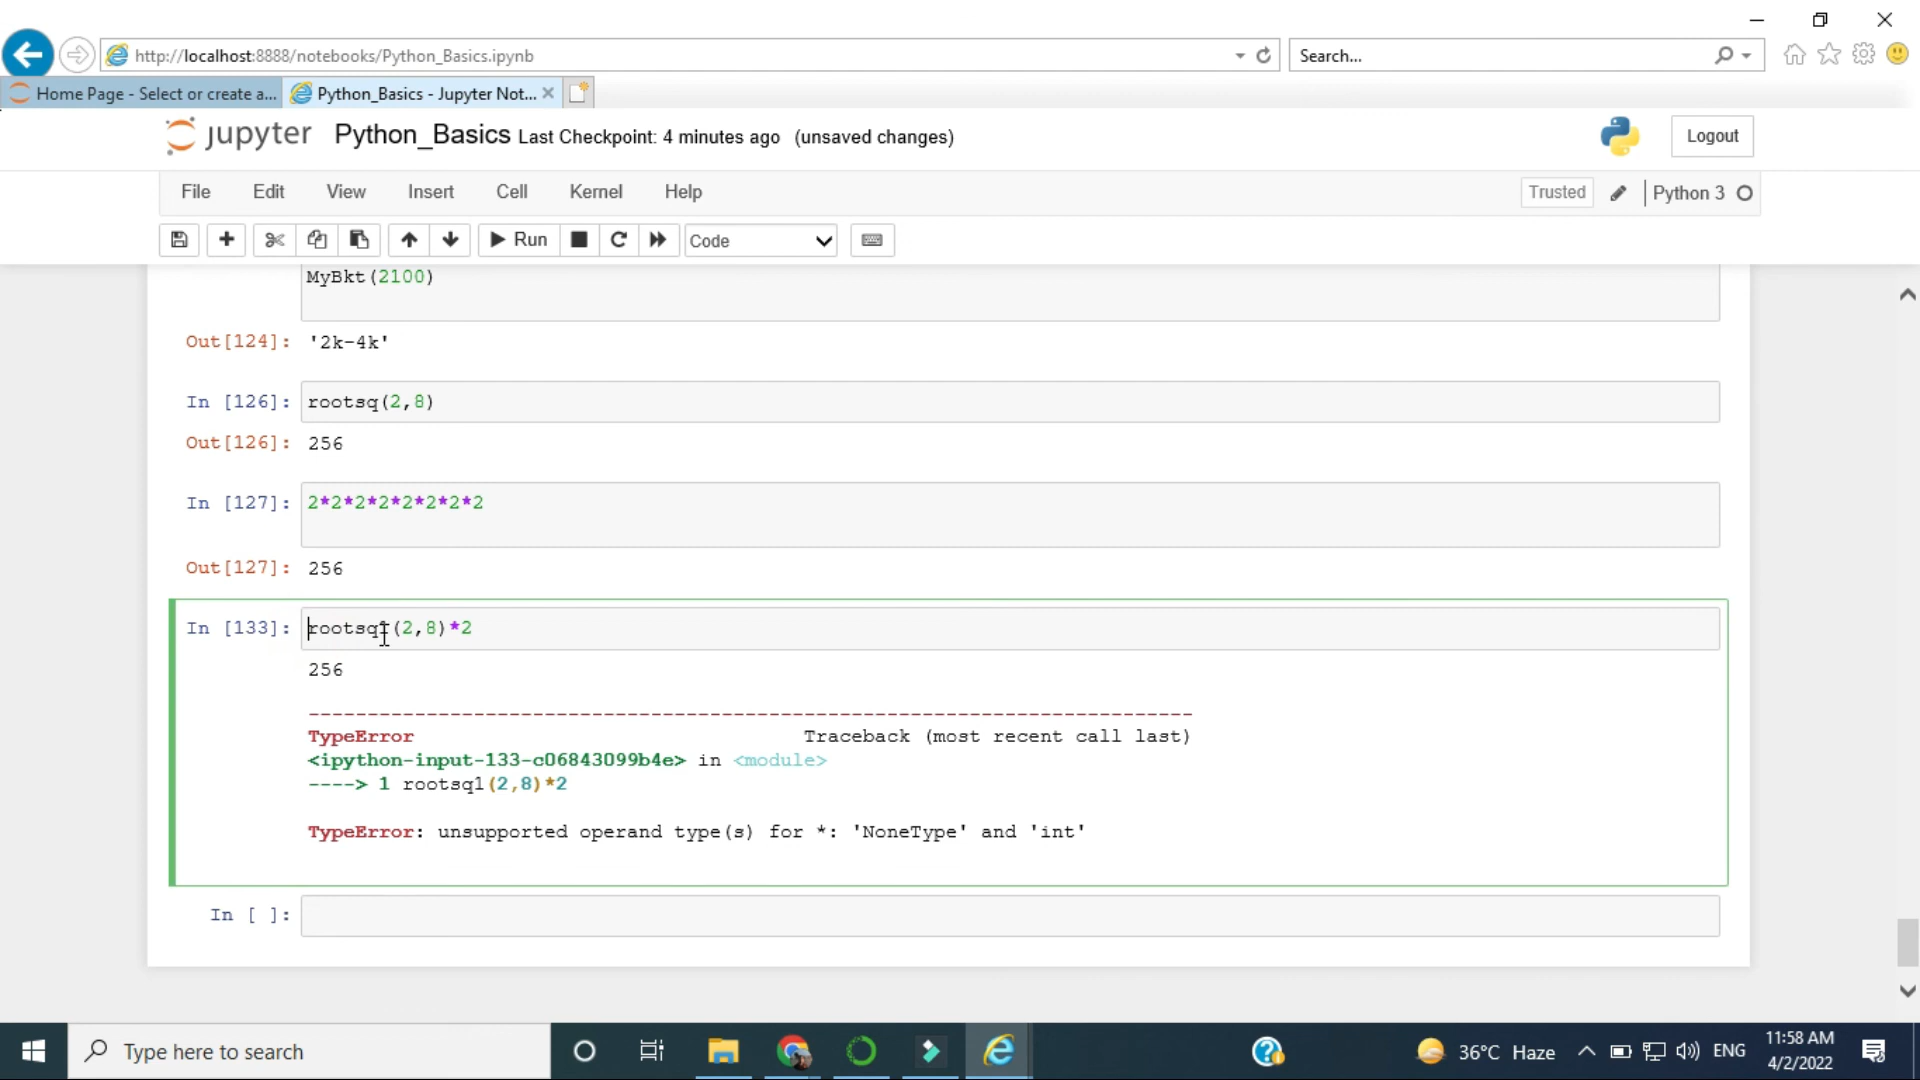 http://localhost:8888/notebooks/Python_Basics.ipynb
Search...
Home Page - Select or create a...
Python_Basics - Jupyter Not...
jupyter Python_Basics Last Checkpoint: 4 minutes ago (unsaved changes)
Logout
File Edit View Insert Cell Kernel Help
Trusted
Python 3
Run
Code
MyBkt(2100)
Out[124]: '2k-4k'
In [126]: rootsq(2,8)
Out[126]: 256
In [127]: 2*2*2*2*2*2*2*2
Out[127]: 256
In [133]: rootsq1(2,8)*2
256
---------------------------------------------------------------------------
TypeError Traceback (most recent call last)
<ipython-input-133-c06843099b4e> in <module>
----> 1 rootsq1(2,8)*2
TypeError: unsupported operand type(s) for *: 'NoneType' and 'int'
In [ ]:
Type here to search
36°C Haze
ENG
11:58 AM
4/2/2022